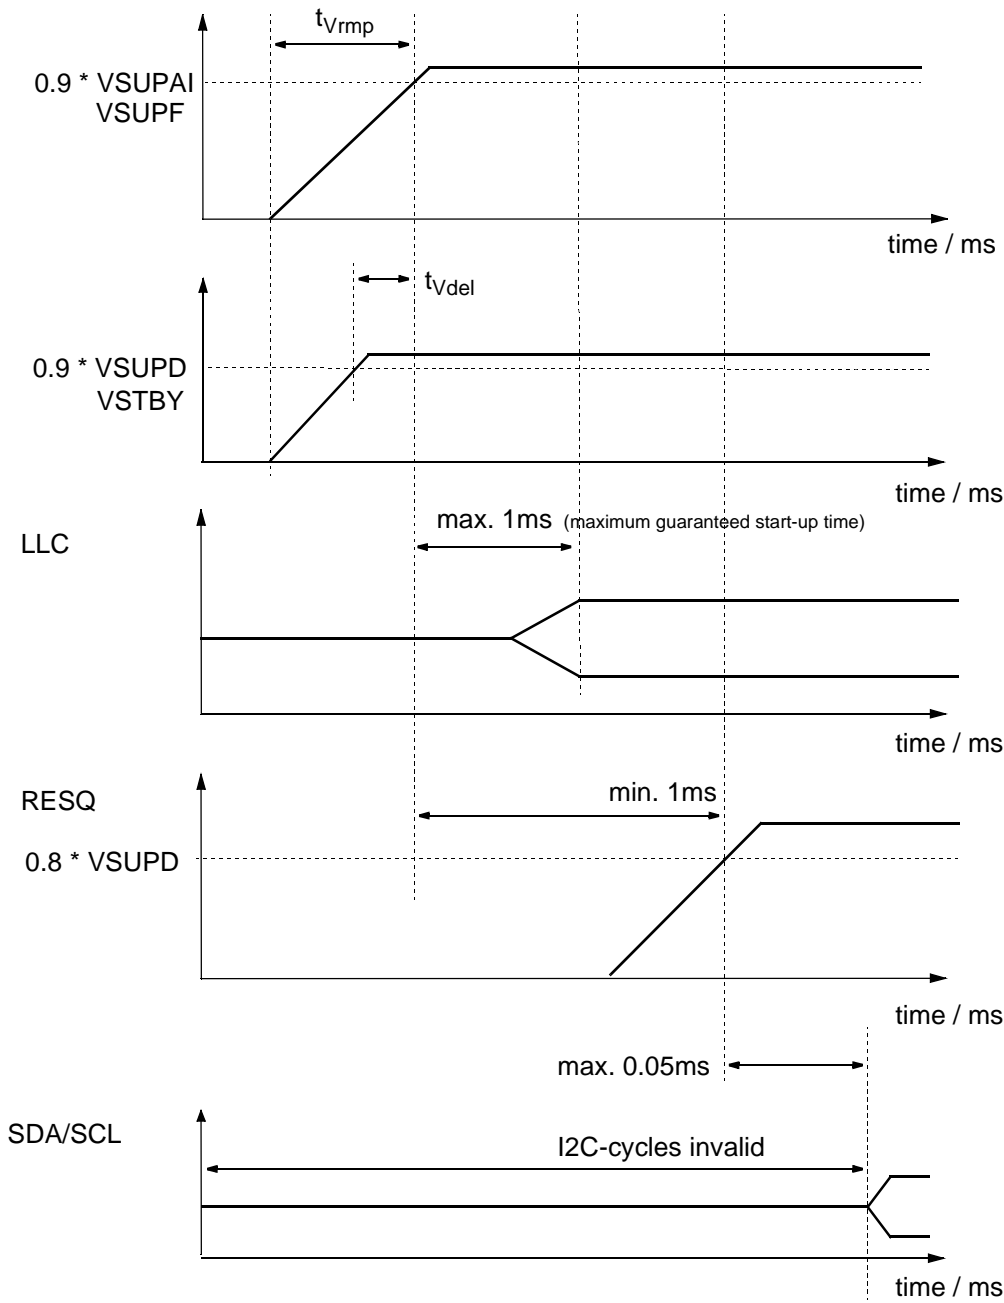 tVrmp
0.9 * VSUPAI
VSUPF
time / ms
tVdel
0.9 * VSUPD
VSTBY
time / ms
max. 1ms (maximum guaranteed start-up time)
LLC
time / ms
RESQ
min. 1ms
0.8 * VSUPD
time / ms
max. 0.05ms
SDA/SCL
I2C-cycles invalid
time / ms